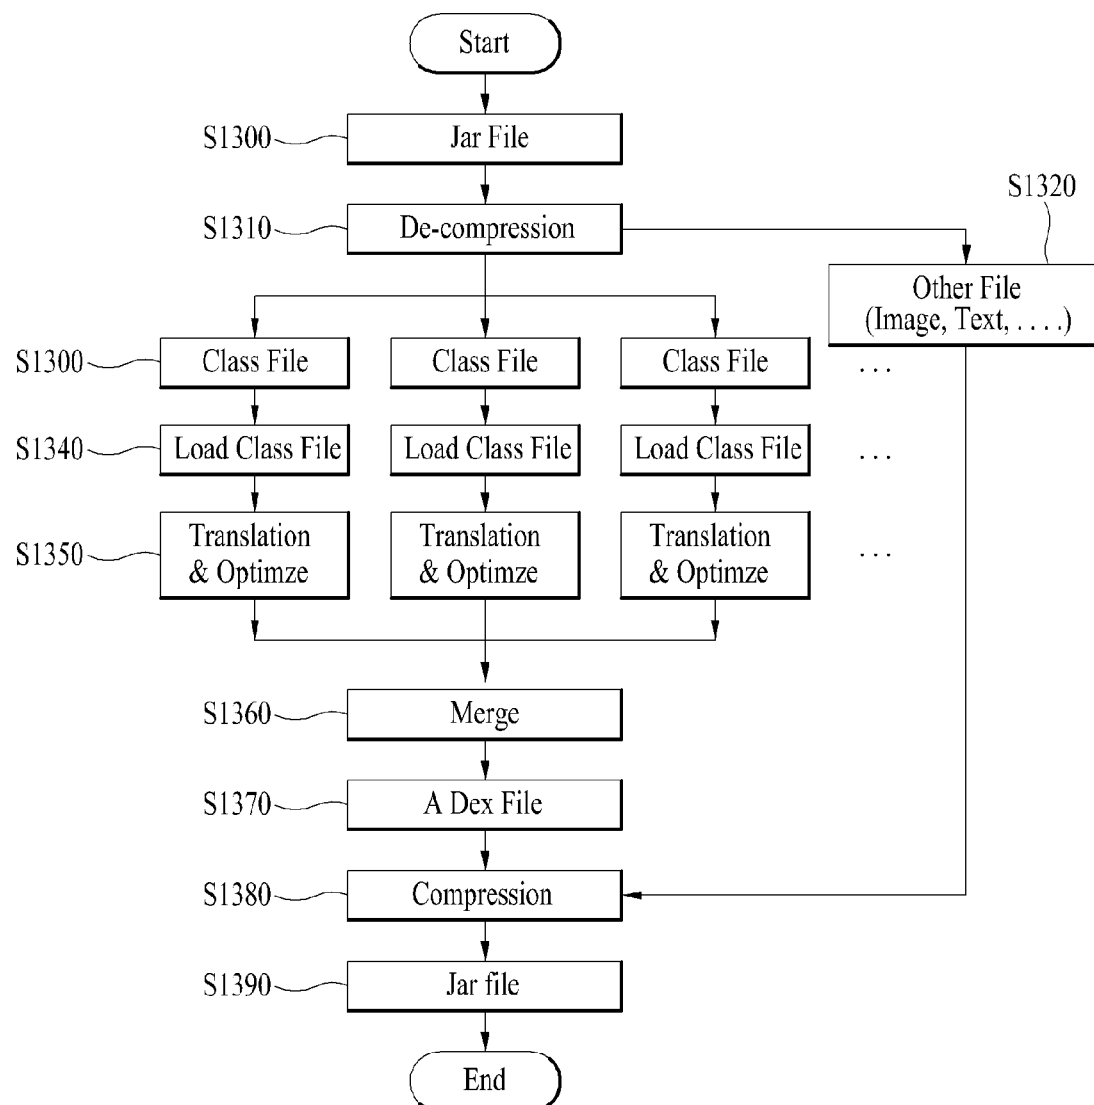 Start
S1300
Jar File
S1320
S1310
De-compression
Other File
(Image, Text, . . . .)
S1300
Class File
Class File
Class File
. . .
S1340
Load Class File
Load Class File
Load Class File
. . .
S1350
Translation
& Optimze
Translation
& Optimze
Translation
& Optimze
. . .
S1360
Merge
S1370
A Dex File
S1380
Compression
S1390
Jar file
End